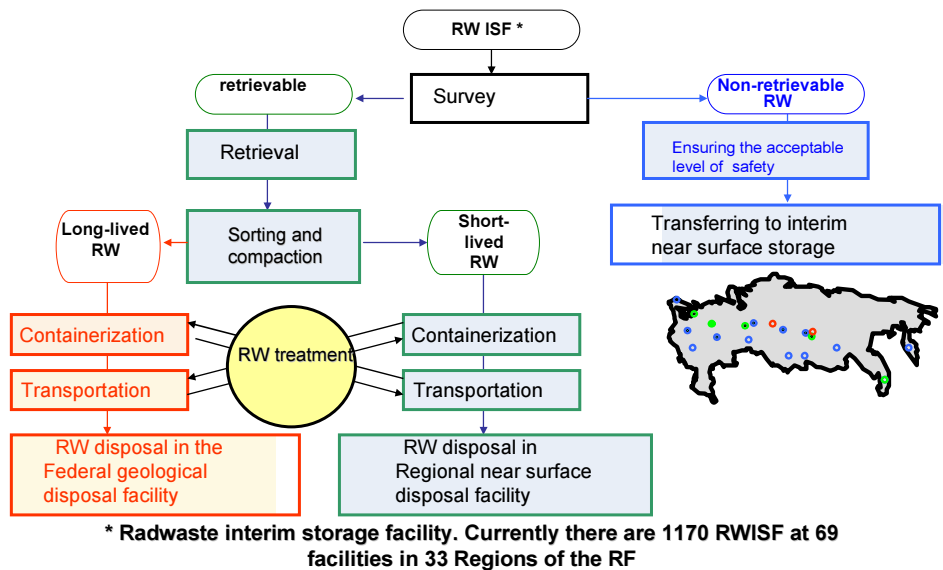 RW ISF *
retrievable
Survey
Non-retrievable
RW
Retrieval
Ensuring the acceptable
level of safety
Long-lived
RW
Sorting and
compaction
Short-
lived
RW
Transferring to interim
near surface storage
Containerization
RW treatment
Containerization
Transportation
Transportation
RW disposal in the
Federal geological
disposal facility
RW disposal in
Regional near surface
disposal facility
* Radwaste interim storage facility. Currently there are 1170 RWISF at 69
facilities in 33 Regions of the RF